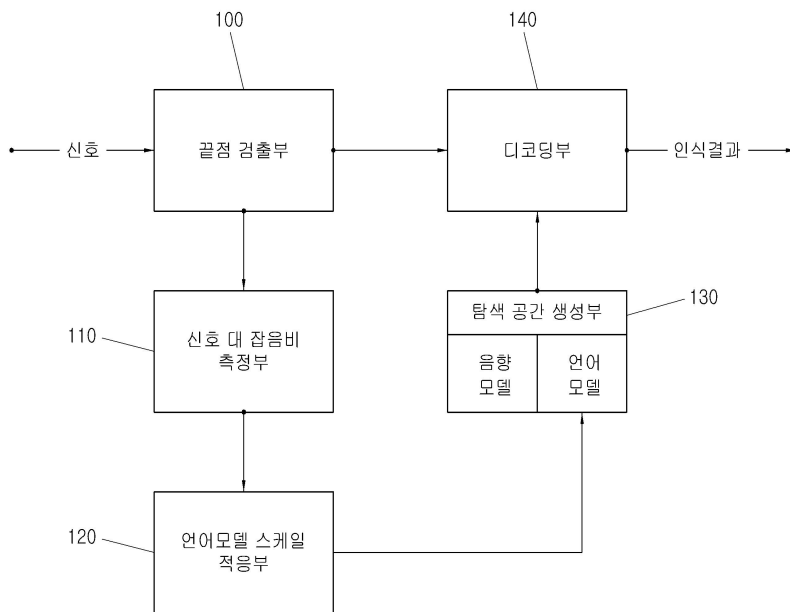 100
140
신호
끝점 검출부
디코딩부
인식결과
110
신호 대 잡음비
측정부
탐색 공간 생성부
130
음향
모델
언어
모델
120
언어모델 스케일
적응부